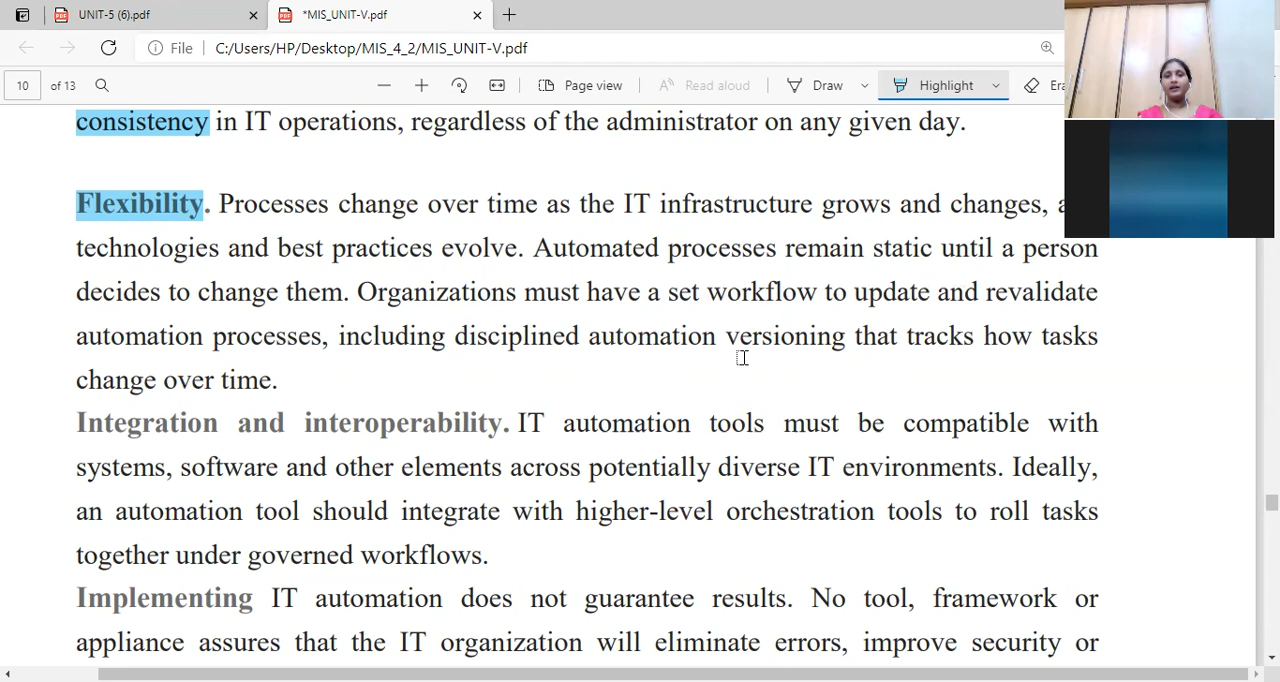 UNIT-5 (6).pdf
*MIS_UNIT-V.pdf
File
C:/Users/HP/Desktop/MIS_4_2/MIS_UNIT-V.pdf
10 of 13
Page view
Read aloud
Draw
Highlight
consistency in IT operations, regardless of the administrator on any given day.
Flexibility. Processes change over time as the IT infrastructure grows and changes,
technologies and best practices evolve. Automated processes remain static until a person
decides to change them. Organizations must have a set workflow to update and revalidate
automation processes, including disciplined automation versioning that tracks how tasks
change over time.
Integration and interoperability. IT automation tools must be compatible with
systems, software and other elements across potentially diverse IT environments. Ideally,
an automation tool should integrate with higher-level orchestration tools to roll tasks
together under governed workflows.
Implementing IT automation does not guarantee results. No tool, framework or
appliance assures that the IT organization will eliminate errors, improve security or